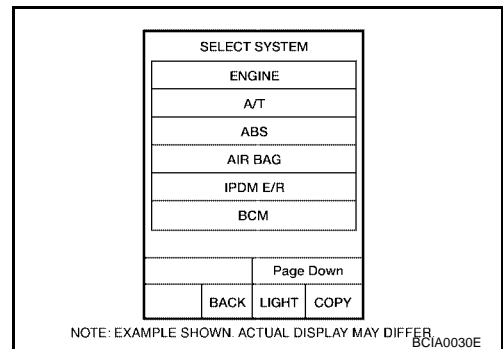 SELECT SYSTEM
ENGINE
A/T
ABS
AIR BAG
IPDM E/R
BCM
Page Down
BACK LIGHT COPY
NOTE: EXAMPLE SHOWN. ACTUAL DISPLAY MAY DIFFER.
BCIA0030E